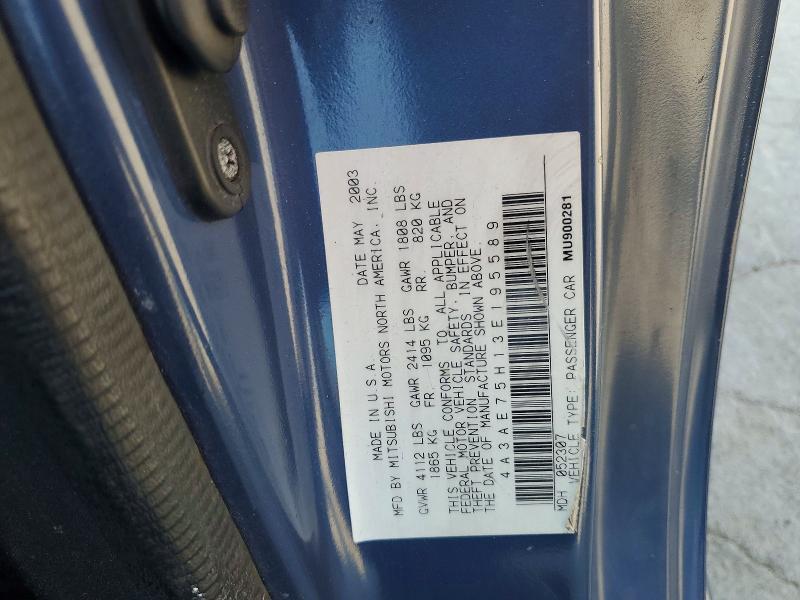 MADE IN U.S.A. DATE MAY 2003
MFD BY MITSUBISHI MOTORS NORTH AMERICA, INC.
GVWR 4112 LBS GAWR 2414 LBS GAWR 1808 LBS
1865 KG FR 1095 KG RR. 820 KG
THIS VEHICLE CONFORMS TO ALL APPLICABLE
FEDERAL MOTOR VEHICLE SAFETY, BUMPER, AND
THEFT PREVENTION STANDARDS IN EFFECT ON
THE DATE OF MANUFACTURE SHOWN ABOVE.
4A3AE75H13E195589
MDH 052307
VEHICLE TYPE: PASSENGER CAR MU900281